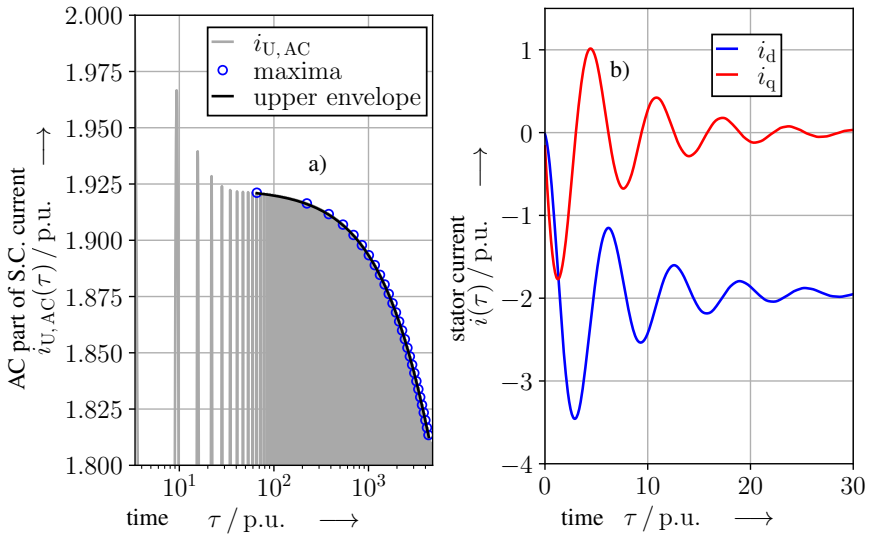 2.000
1.975
1.950
1.925
1.900
1.875
1.850
1.825
1.800
AC part of S.C. current
i_{U,AC}(τ) / p.u. ⟶
i_{U,AC}
maxima
upper envelope
a)
10^1
10^2
10^3
time τ / p.u. ⟶
1
0
−1
−2
−3
−4
stator current
i(τ) / p.u. ⟶
b)
i_d
i_q
0
10
20
30
time τ / p.u. ⟶